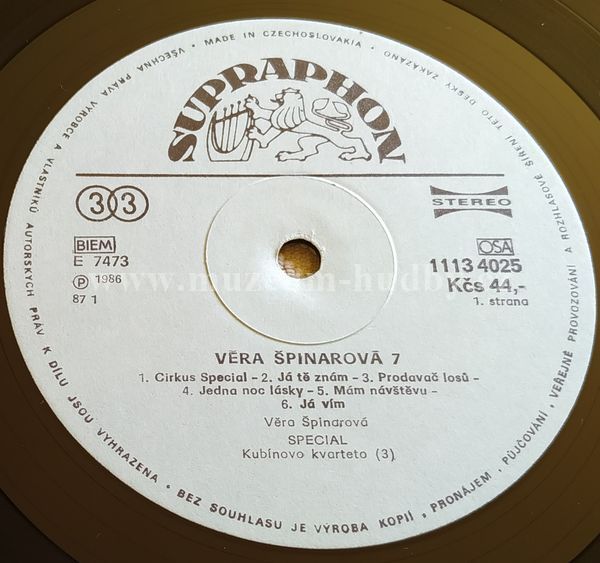 VŠECHNA PRÁVA VÝROBCE A VLASTNÍKŮ AUTORSKÝCH PRÁV K DÍLU JSOU VYHRAZENA • BEZ SOUHLASU JE VÝROBA KOPIÍ, PRONÁJEM, PŮJČOVÁNÍ, VEŘEJNÉ PROVOZOVÁNÍ A ROZHLASOVÉ ŠÍŘENÍ TÉTO DESKY ZAKÁZÁNO • MADE IN CZECHOSLOVAKIA •
SUPRAPHON
33
STEREO
BIEM
E 7473
Ⓟ 1986
87 1
OSA
1113 4025
Kčs 44,-
1. strana
www.muzeum-hudby
VĚRA ŠPINAROVÁ 7
1. Cirkus Special – 2. Já tě znám – 3. Prodavač losů –
4. Jedna noc lásky – 5. Mám návštěvu –
6. Já vím
Věra Špinarová
SPECIAL
Kubínovo kvarteto (3)